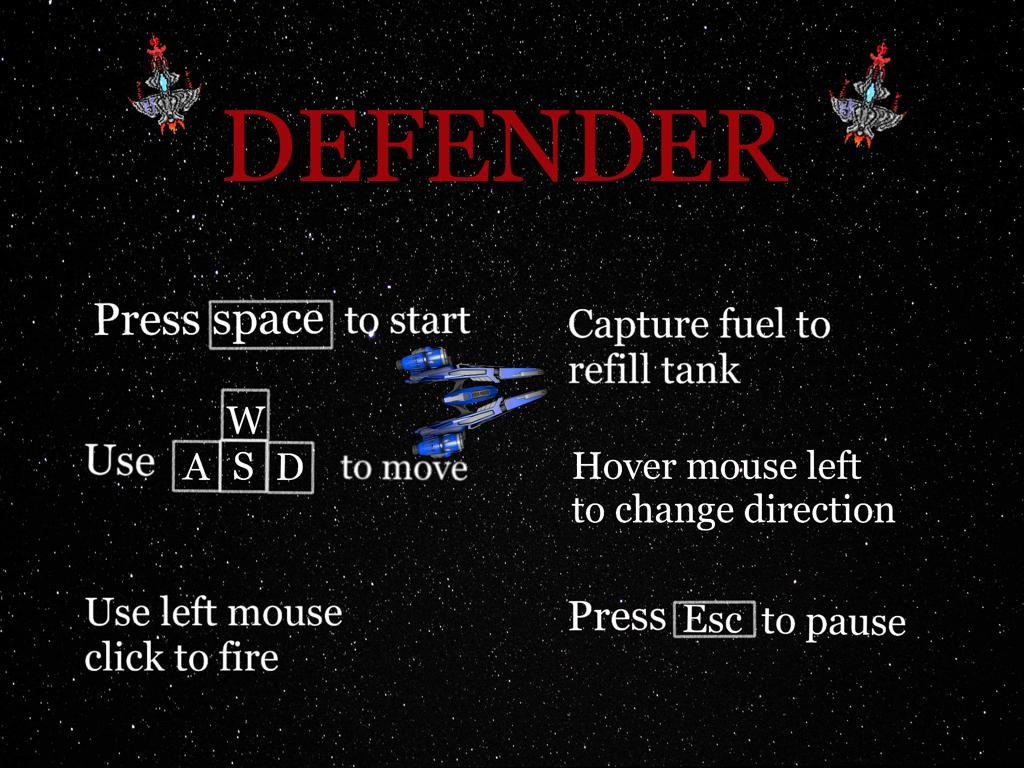 DEFENDER
Press space to start
W
Use A S D to move
Use left mouse
click to fire
Capture fuel to
refill tank
Hover mouse left
to change direction
Press Esc to pause